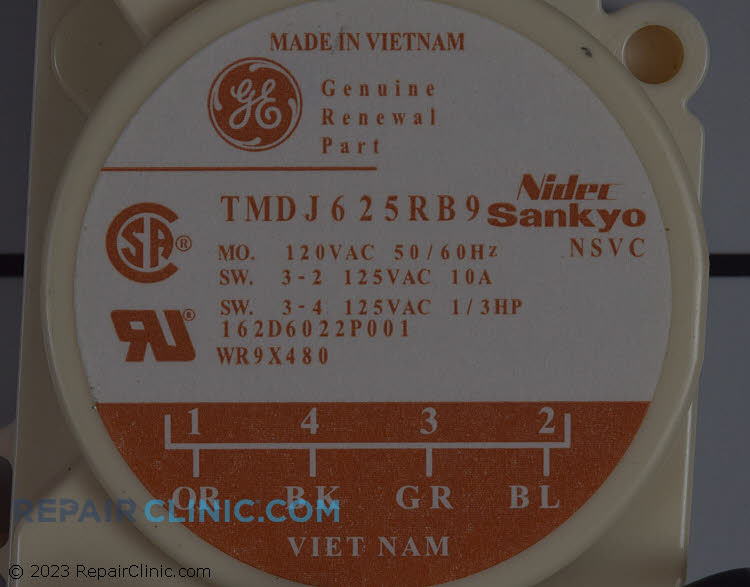 MADE IN VIETNAM
GE
Genuine
Renewal
Part
TMDJ625RB9
Nidec
Sankyo
NSVC
SA ®
MO. 120VAC 50/60Hz
SW. 3-2 125VAC 10A
SW. 3-4 125VAC 1/3HP
162D6022P001
WR9X480
RU ®
1 4 3 2
OR BK GR BL
REPAIRCLINIC.COM
VIET NAM
© 2023 RepairClinic.com